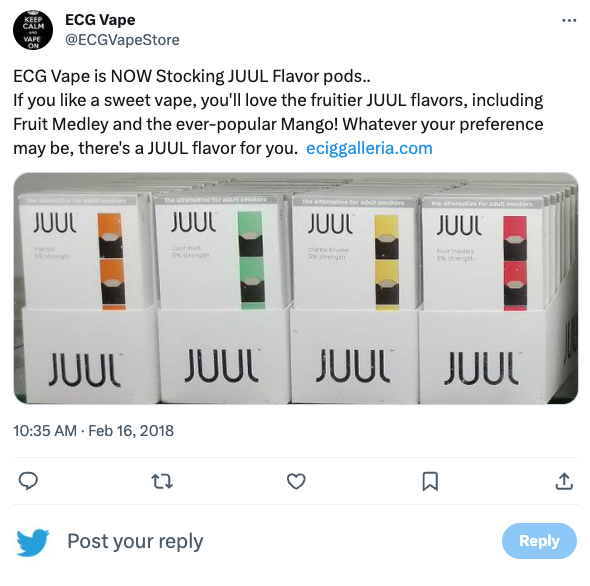 KEEP
CALM
AND
VAPE
ON
ECG Vape
@ECGVapeStore
ECG Vape is NOW Stocking JUUL Flavor pods..
If you like a sweet vape, you'll love the fruitier JUUL flavors, including
Fruit Medley and the ever-popular Mango! Whatever your preference
may be, there's a JUUL flavor for you. eciggalleria.com
the alternative for adult smokers
the alternative for adult smokers
the alternative for adult smokers
the alternative for adult smokers
JUUL
JUUL
JUUL
JUUL
mango
5% strength
cool mint
5% strength
creme brulee
5% strength
fruit medley
5% strength
JUUL™
JUUL™
JUUL™
JUUL™
10:35 AM · Feb 16, 2018
Post your reply
Reply